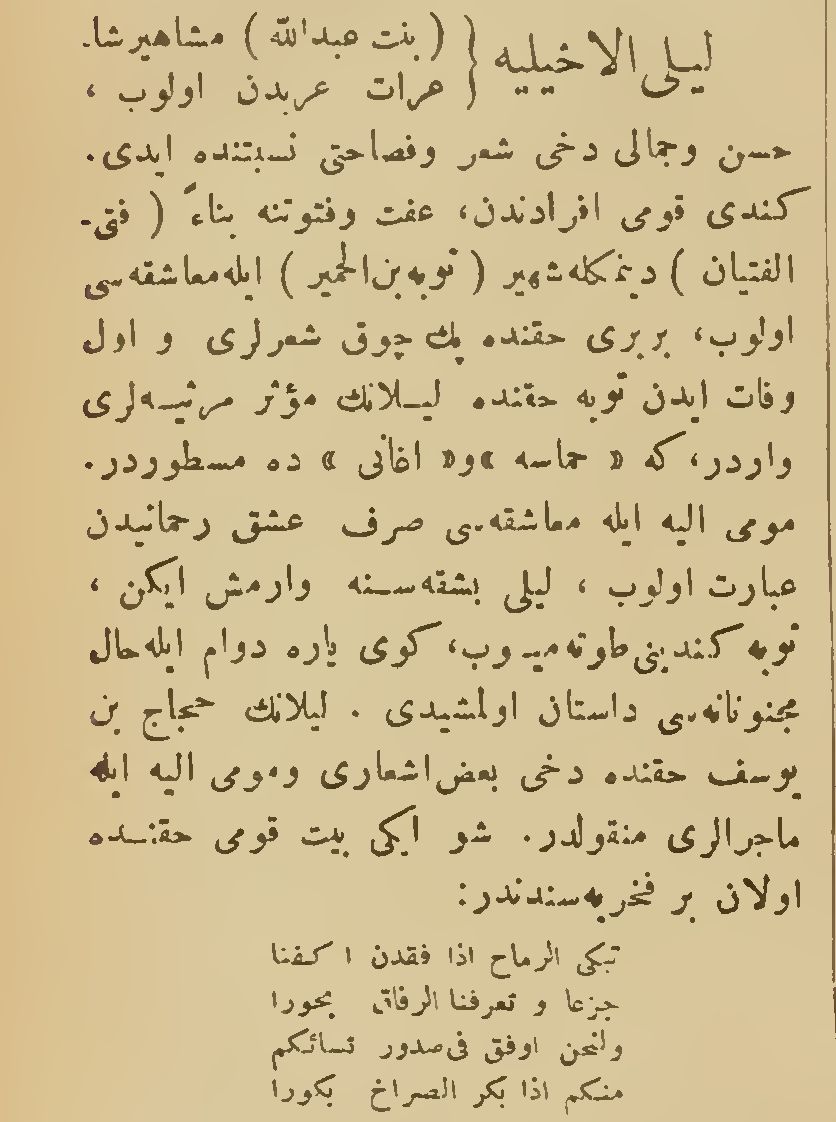 ليلى الاخيليه { ( بنت عبدالله ) مشاهير شا-
عرات عربدن اولوب ،
حسن وجمالى دخى شعر وفصاحتى نسبتنده ايدى.
كندى قومى افرادندن، عفت وفتوتنه بناءً ( فتى-
الفتيان ) دينمكله شهير ( توبه بن الحمير ) ايله معاشقه سى
اولوب، بربرى حقنده پك چوق شعرلرى و اول
وفات ايدن توبه حقنده ليلانك مؤثر مرثيه لرى
واردر، كه « حماسه » و « اغانى » ده مسطوردر.
مومى اليه ايله معاشقه سى صرف عشق رحمانيدن
عبارت اولوب ، ليلى بشقه سنه وارمش ايكن ،
توبه كندينى طوته ميوب، كوى ياره دوام ايله حال
مجنونانه سى داستان اولمشيدى . ليلانك حجاج بن
يوسف حقنده دخى بعض اشعارى ومومى اليه ايله
ماجرالرى منقولدر. شو ايكى بيت قومى حقنده
اولان بر فخريه سندندر:
تبكى الرماح اذا فقدن اكفنا
جزعا و تعرفنا الرفاق بحورا
ولنحن اوفق فى صدور نسائكم
منكم اذا بكر الصراخ بكورا